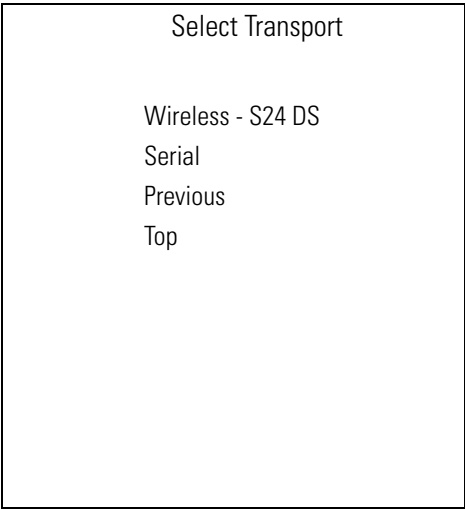 Select Transport
Wireless - S24 DS
Serial
Previous
Top